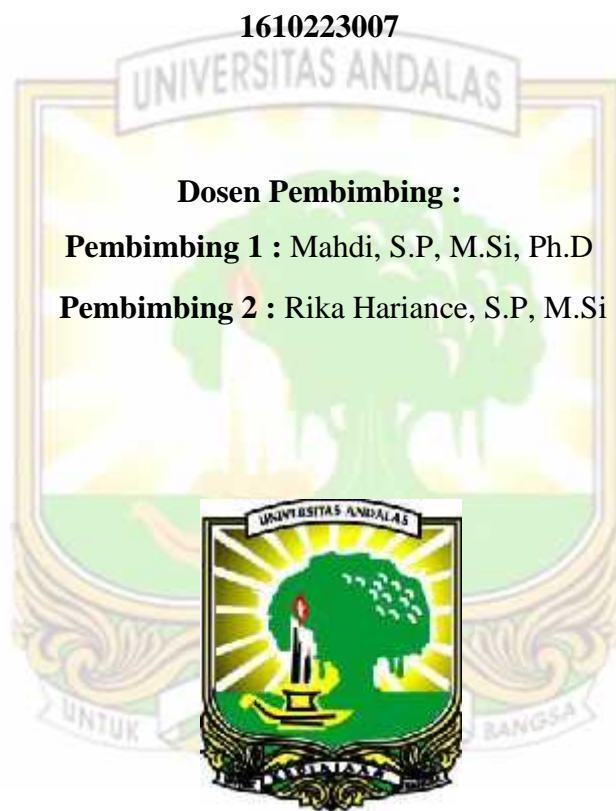 1610223007
UNIVERSITAS ANDALAS
Dosen Pembimbing :
Pembimbing 1 : Mahdi, S.P, M.Si, Ph.D
Pembimbing 2 : Rika Hariance, S.P, M.Si
UNIVERSITAS ANDALAS
UNTUK
BANGSA
KEDJAJAAN